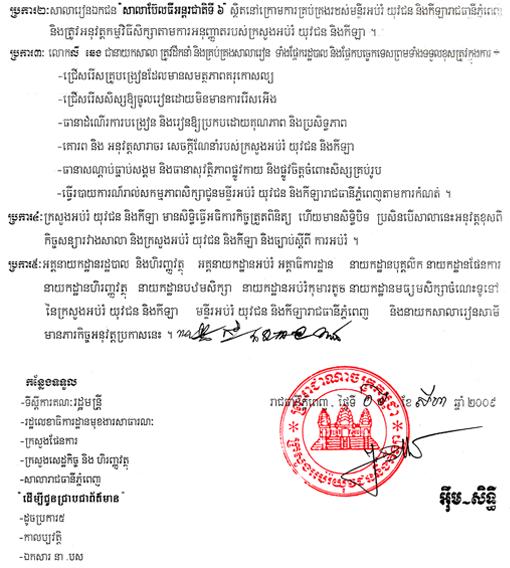 ប្រការ២:សាលារៀនឯកជន "សាលាប៊ែលធីអន្តរជាតិទី ៦" ស្ថិតនៅក្រោមការគ្រប់គ្រងរបស់មន្ទីរអប់រំ យុវជន និងកីឡារាជធានីភ្នំពេញ
និងត្រូវអនុវត្តកម្មវិធីសិក្សាតាមការអនុញ្ញាតរបស់ក្រសួងអប់រំ យុវជន និងកីឡា ។
ប្រការ៣: លោកលី ឆេង ជានាយកសាលា ត្រូវដឹកនាំ និងគ្រប់គ្រងសាលារៀន ទាំងផ្នែករដ្ឋបាល និងផ្នែកបច្ចេកទេសព្រមទាំងទទួលខុសត្រូវក្នុងការ ÷
-ជ្រើសរើសគ្រូបង្រៀនដែលមានសមត្ថភាពគរុកោសល្យ
-ជ្រើសរើសសិស្សឱ្យចូលរៀនដោយមិនមានការរើសអើង
-ធានាដំណើរការបង្រៀន និងរៀនឱ្យប្រកបដោយគុណភាព និងប្រសិទ្ធភាព
-គោរព និង អនុវត្តសារាចរ សេចក្តីណែនាំរបស់ក្រសួងអប់រំ យុវជន និងកីឡា
-ធានាសណ្តាប់ធ្នាប់សង្គម និងធានាសុវត្ថិភាពផ្លូវកាយ និងផ្លូវចិត្តចំពោះសិស្សគ្រប់រូប
-ធ្វើរបាយការណ៍រាល់សកម្មភាពសិក្សាជូនមន្ទីរអប់រំ យុវជន និងកីឡារាជធានីភ្នំពេញតាមការកំណត់ ។
ប្រការ៤:ក្រសួងអប់រំ យុវជន និងកីឡា មានសិទ្ធិធ្វើអធិការកិច្ចត្រួតពិនិត្យ ហើយមានសិទ្ធិបិទ ប្រសិនបើសាលានេះអនុវត្តខុសពី
កិច្ចសន្យារវាងសាលា និងក្រសួងអប់រំ យុវជន និងកីឡា និងច្បាប់ស្តីពី ការអប់រំ ។
ប្រការ៥:អគ្គនាយកដ្ឋានរដ្ឋបាល និងហិរញ្ញវត្ថុ អគ្គនាយកដ្ឋានអប់រំ អគ្គាធិការដ្ឋាន នាយកដ្ឋានបុគ្គលិក នាយកដ្ឋានផែនការ
នាយកដ្ឋានហិរញ្ញវត្ថុ នាយកដ្ឋានបឋមសិក្សា នាយកដ្ឋានអប់រំកុមារតូច នាយកដ្ឋានមធ្យមសិក្សាចំណេះទូទៅ
នៃក្រសួងអប់រំ យុវជន និងកីឡា មន្ទីរអប់រំ យុវជន និងកីឡារាជធានីភ្នំពេញ និងនាយកសាលារៀនសាមី
មានភារកិច្ចអនុវត្តប្រកាសនេះ ។
រាជធានីភ្នំពេញ, ថ្ងៃទី ខែ សីហា ឆ្នាំ ២០០៩
ព្រះរាជាណាចក្រកម្ពុជា
ក្រសួងអប់រំ យុវជន និងកីឡា
អ៊ឹម-សិទ្ធី
កន្លែងទទួល
-ទីស្តីការគណៈរដ្ឋមន្ត្រី
-រដ្ឋលេខាធិការដ្ឋានមុខងារសាធារណៈ
-ក្រសួងផែនការ
-ក្រសួងសេដ្ឋកិច្ច និង ហិរញ្ញវត្ថុ
-សាលារាជធានីភ្នំពេញ
"ដើម្បីជូនជ្រាបជាព័ត៌មាន"
-ដូចប្រការ៥
-កាលប្បវត្តិ
-ឯកសារ នា .បស